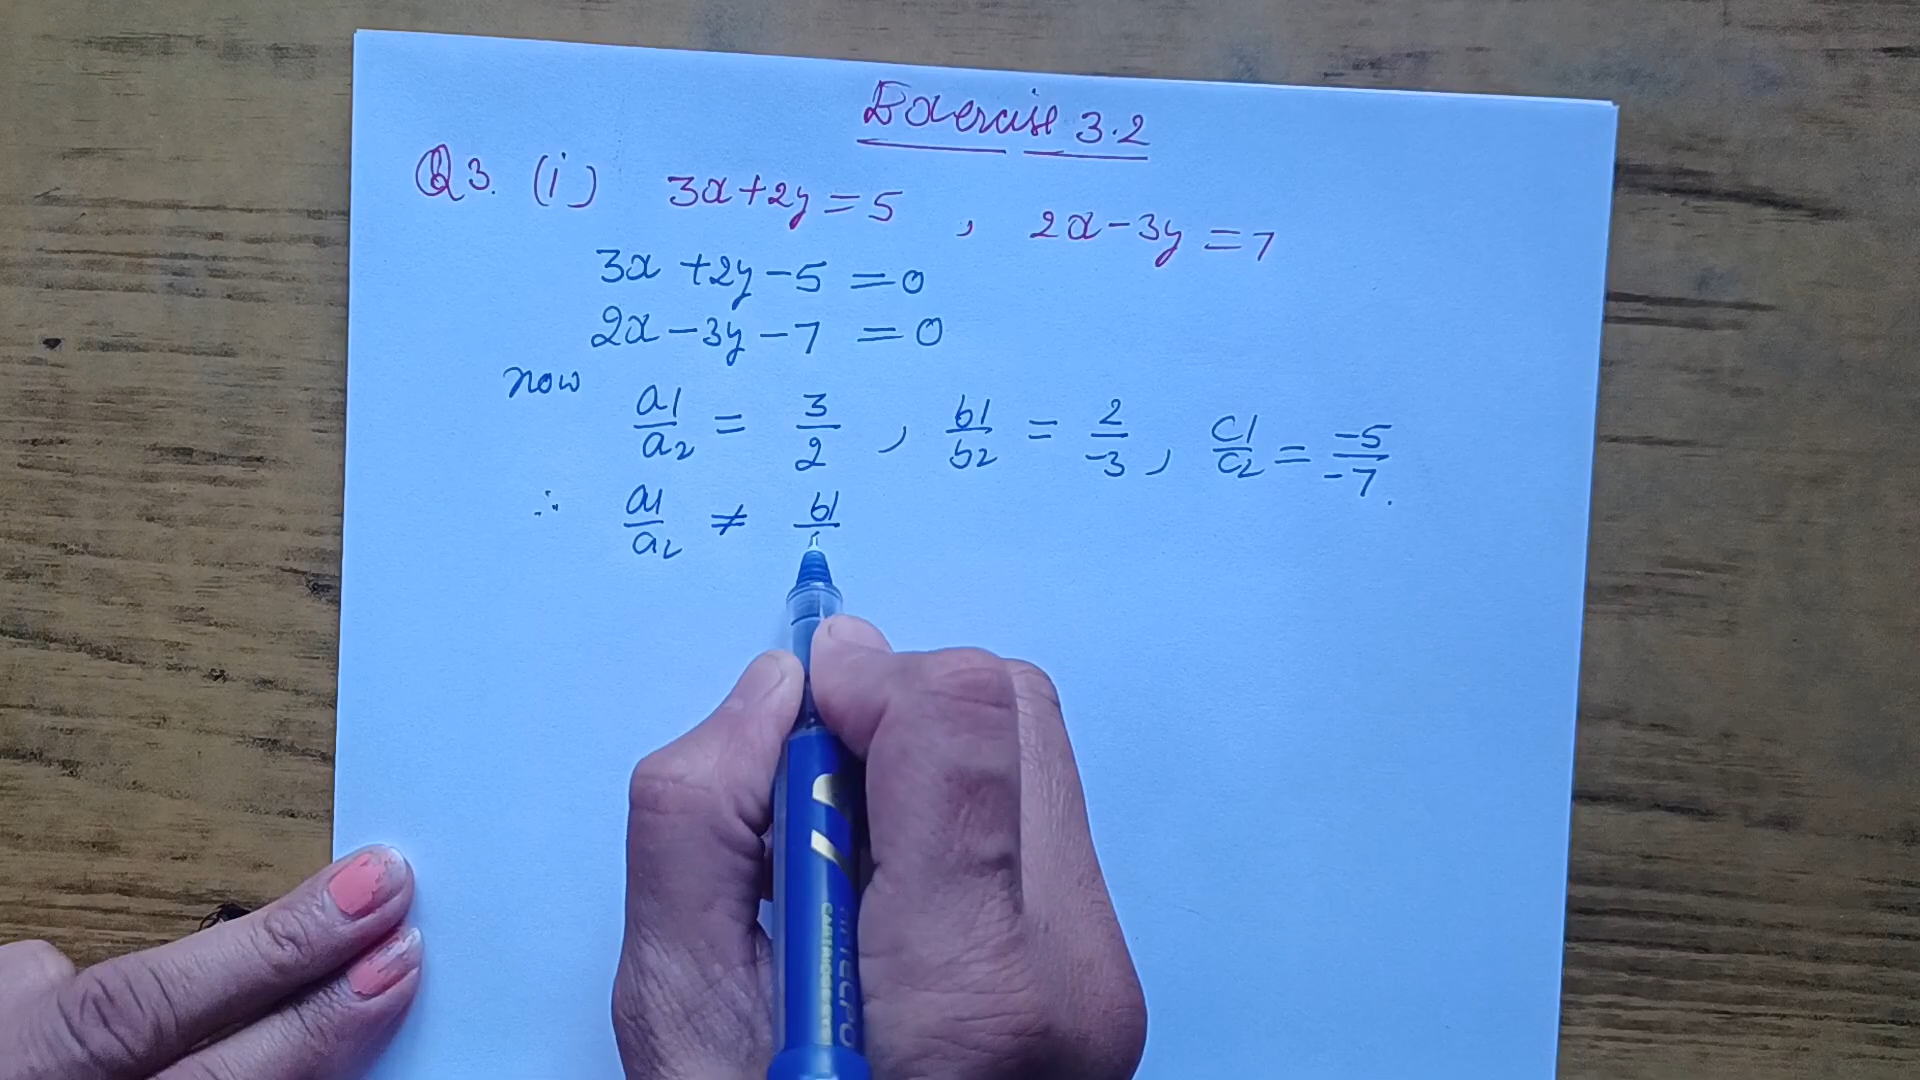 Exercise 3.2
Q3. (i) 3x+2y=5 , 2x-3y=7
3x +2y-5 =0
2x-3y-7 =0
now a1/a2 = 3/2 , b1/b2 = 2/-3 , c1/c2 = -5/-7.
∴ a1/a2 ≠ b1/